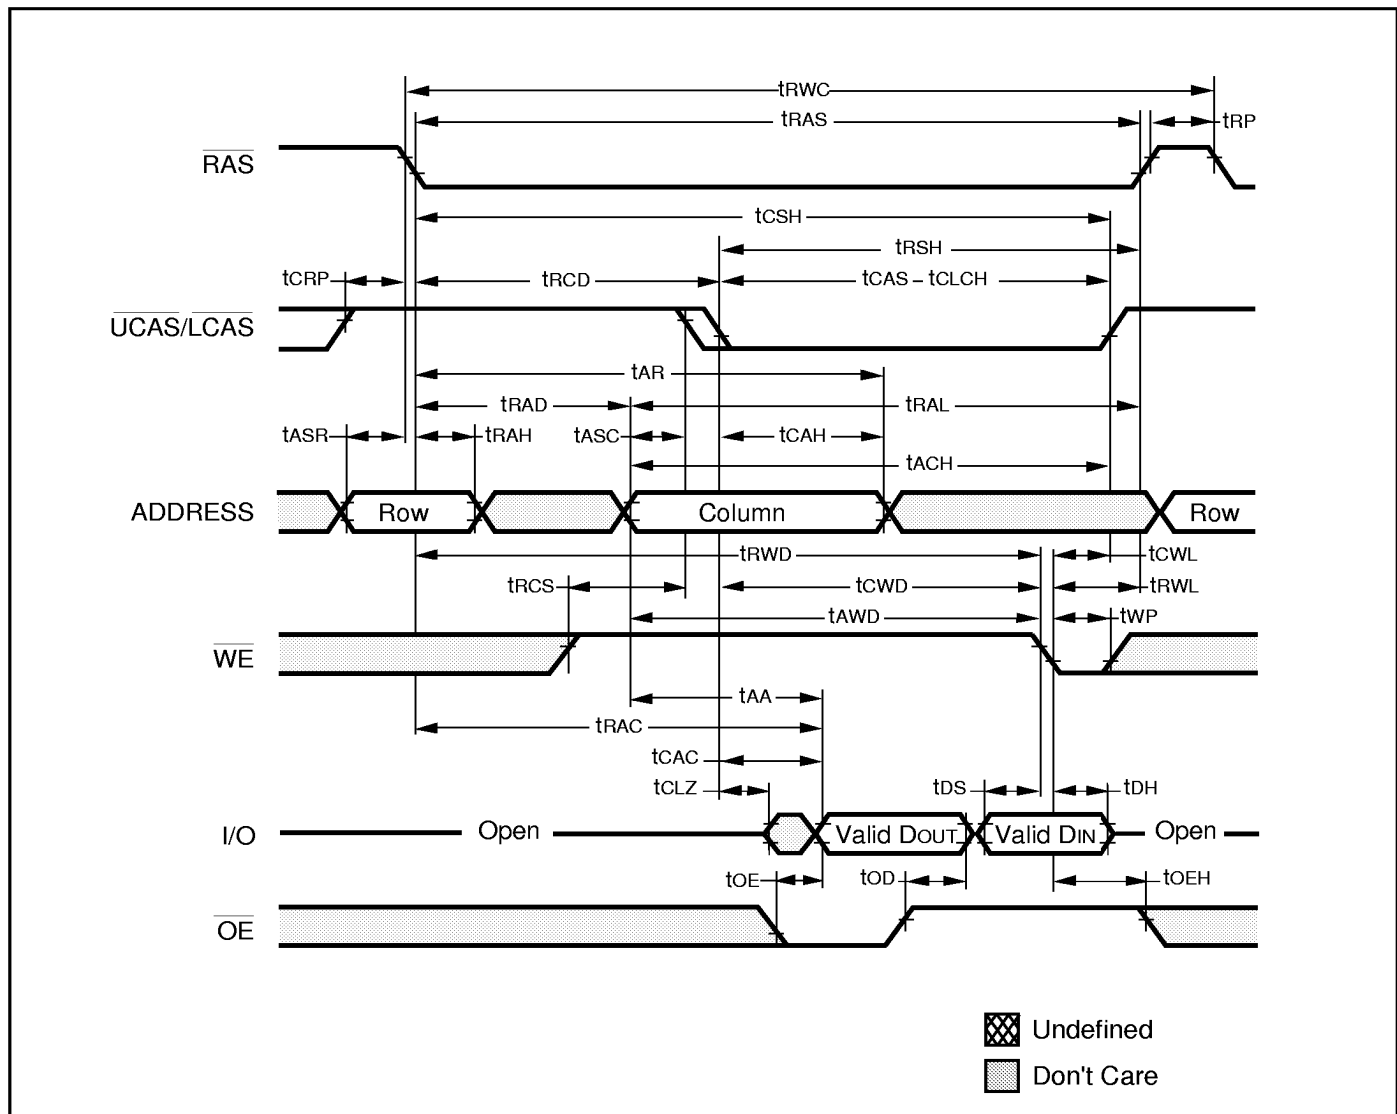 tRWC
tRAS
tRP
RAS
tCSH
tRSH
tCRP
tRCD
tCAS – tCLCH
UCAS/LCAS
tAR
tRAD
tRAL
tASR
tRAH
tASC
tCAH
tACH
ADDRESS
Row
Column
Row
tRWD
tCWL
tRCS
tCWD
tRWL
tAWD
tWP
WE
tAA
tRAC
tCAC
tCLZ
tDS
tDH
I/O
Open
Valid DOUT
Valid DIN
Open
tOE
tOD
tOEH
OE
Undefined
Don't Care